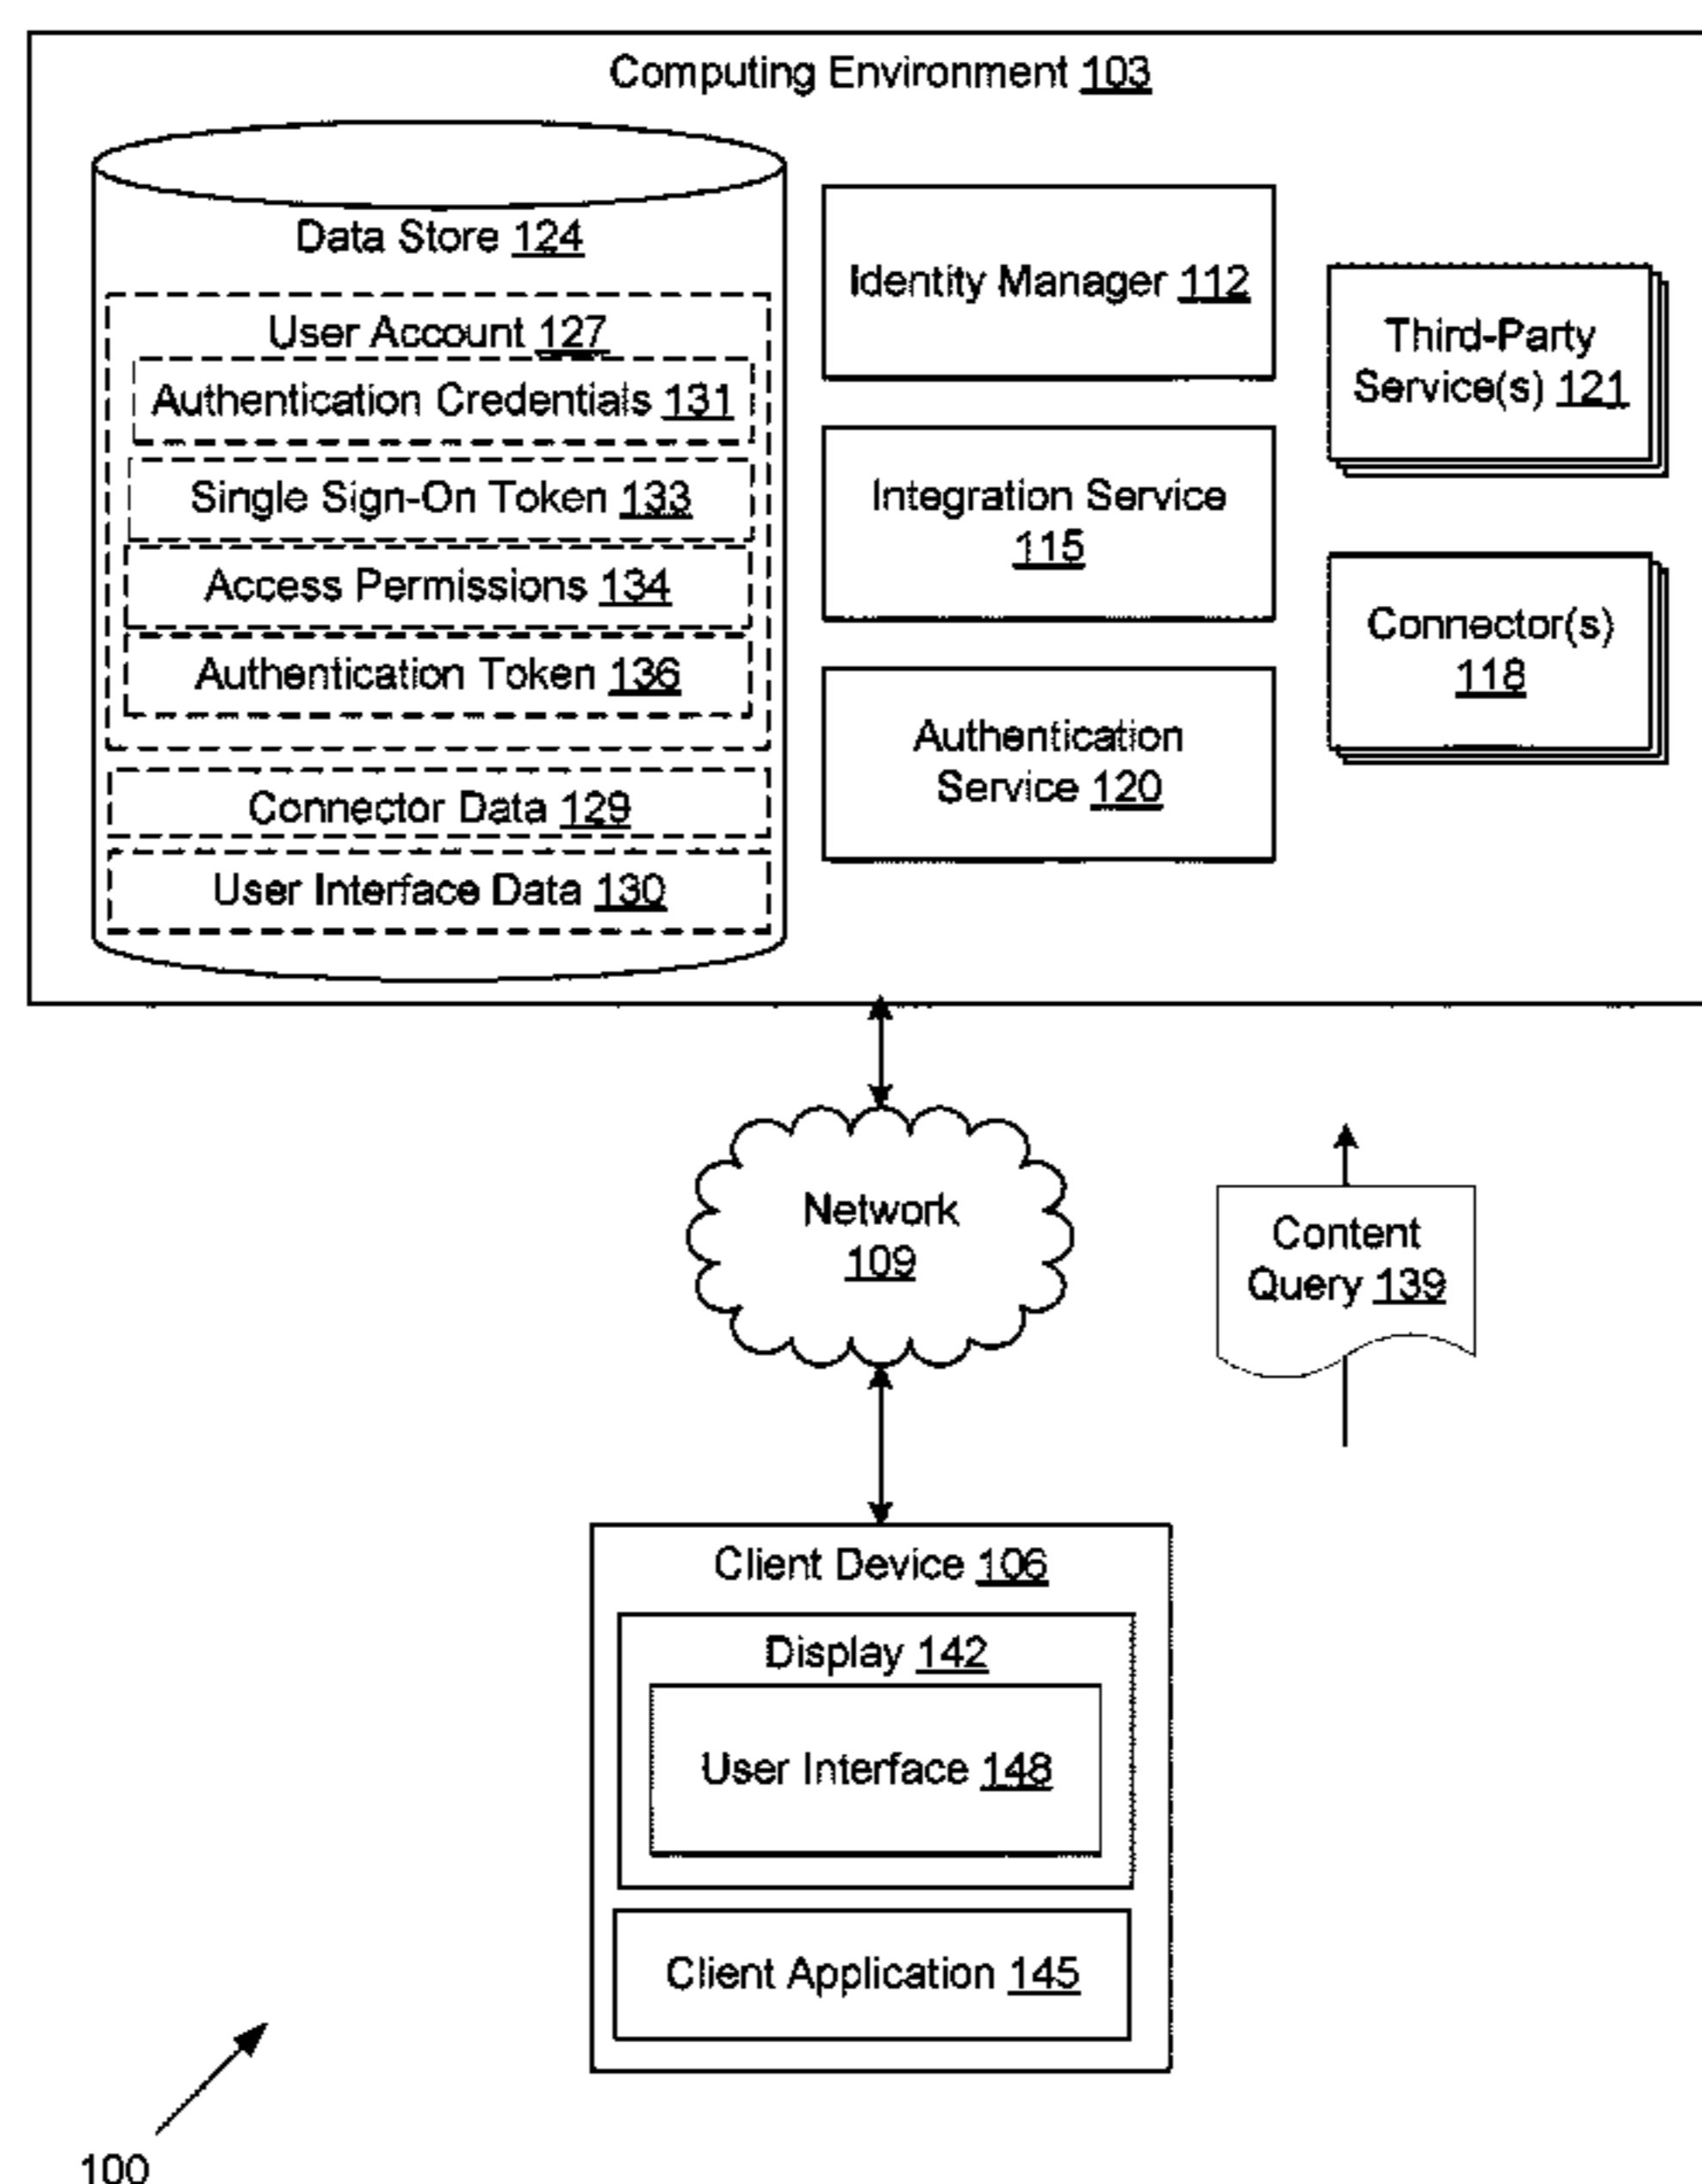 Computing Environment 103
Data Store 124
User Account 127
Authentication Credentials 131
Single Sign-On Token 133
Access Permissions 134
Authentication Token 136
Connector Data 129
User Interface Data 130
Identity Manager 112
Integration Service
115
Authentication
Service 120
Third-Party
Service(s) 121
Connector(s)
118
Network
109
Content
Query 139
Client Device 106
Display 142
User Interface 148
Client Application 145
100